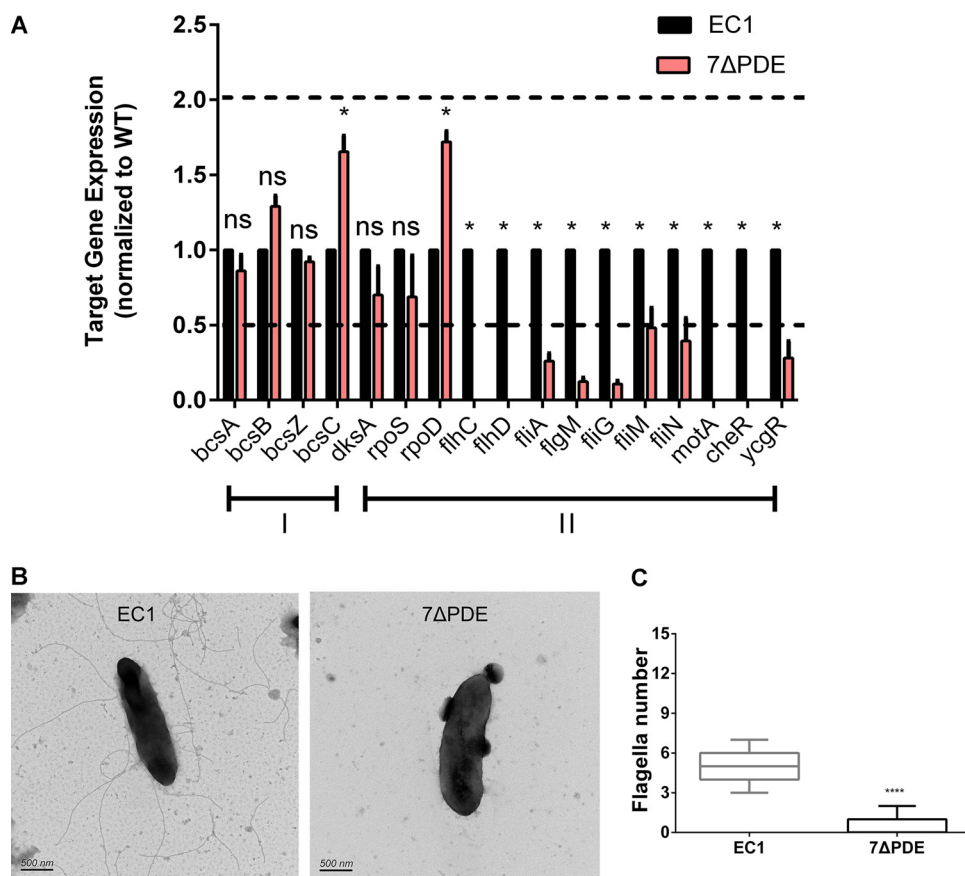 A
EC1
7ΔPDE
Target Gene Expression
(normalized to WT)
2.5
2.0
1.5
1.0
0.5
0.0
ns ns ns * ns ns * * * * * * * * * * *
bcsA bcsB bcsZ bcsC dksA rpoS rpoD flhC flhD fliA flgM fliG fliM fliN motA cheR ycgR
I II
B
EC1
500 nm
7ΔPDE
500 nm
C
Flagella number
15
12
9
6
3
0
****
EC1 7ΔPDE